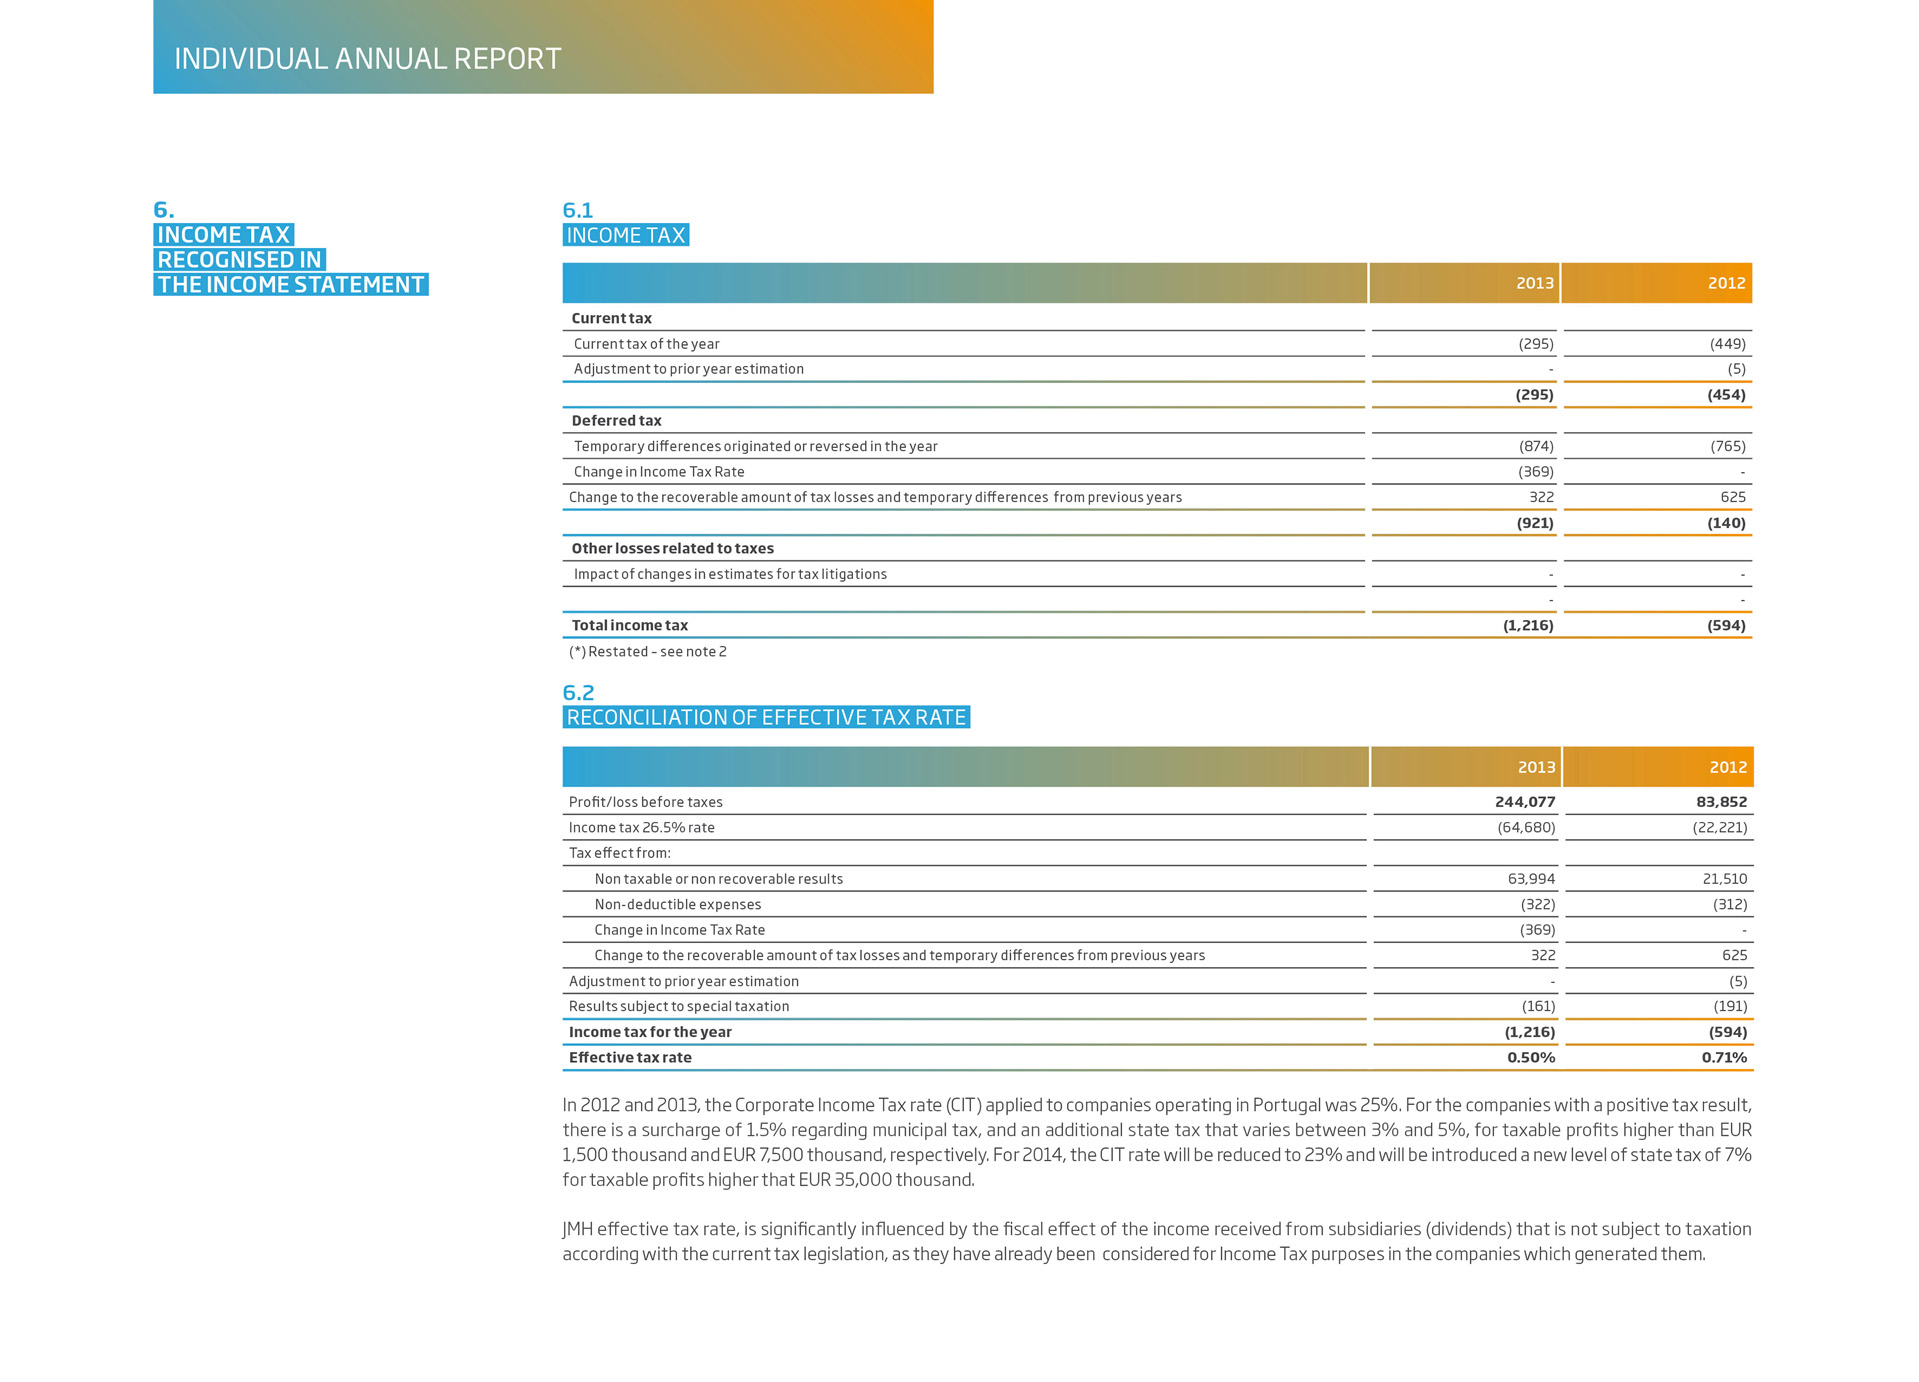 INDIVIDUAL ANNUAL REPORT
6.
INCOME TAX
RECOGNISED IN
THE INCOME STATEMENT
6.1
INCOME TAX
2013 2012
Current tax
Current tax of the year (295) (449)
Adjustment to prior year estimation - (5)
(295) (454)
Deferred tax
Temporary differences originated or reversed in the year (874) (765)
Change in Income Tax Rate (369) -
Change to the recoverable amount of tax losses and temporary differences from previous years 322 625
(921) (140)
Other losses related to taxes
Impact of changes in estimates for tax litigations - -
- -
Total income tax (1,216) (594)
(*) Restated – see note 2
6.2
RECONCILIATION OF EFFECTIVE TAX RATE
2013 2012
Profit/loss before taxes 244,077 83,852
Income tax 26.5% rate (64,680) (22,221)
Tax effect from:
Non taxable or non recoverable results 63,994 21,510
Non-deductible expenses (322) (312)
Change in Income Tax Rate (369) -
Change to the recoverable amount of tax losses and temporary differences from previous years 322 625
Adjustment to prior year estimation - (5)
Results subject to special taxation (161) (191)
Income tax for the year (1,216) (594)
Effective tax rate 0.50% 0.71%
In 2012 and 2013, the Corporate Income Tax rate (CIT) applied to companies operating in Portugal was 25%. For the companies with a positive tax result,
there is a surcharge of 1.5% regarding municipal tax, and an additional state tax that varies between 3% and 5%, for taxable profits higher than EUR
1,500 thousand and EUR 7,500 thousand, respectively. For 2014, the CIT rate will be reduced to 23% and will be introduced a new level of state tax of 7%
for taxable profits higher that EUR 35,000 thousand.
JMH effective tax rate, is significantly influenced by the fiscal effect of the income received from subsidiaries (dividends) that is not subject to taxation
according with the current tax legislation, as they have already been considered for Income Tax purposes in the companies which generated them.